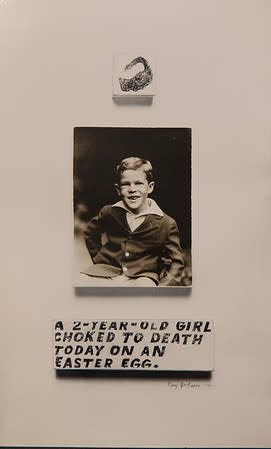 A 2-YEAR-OLD GIRL
CHOKED TO DEATH
TODAY ON AN
EASTER EGG.